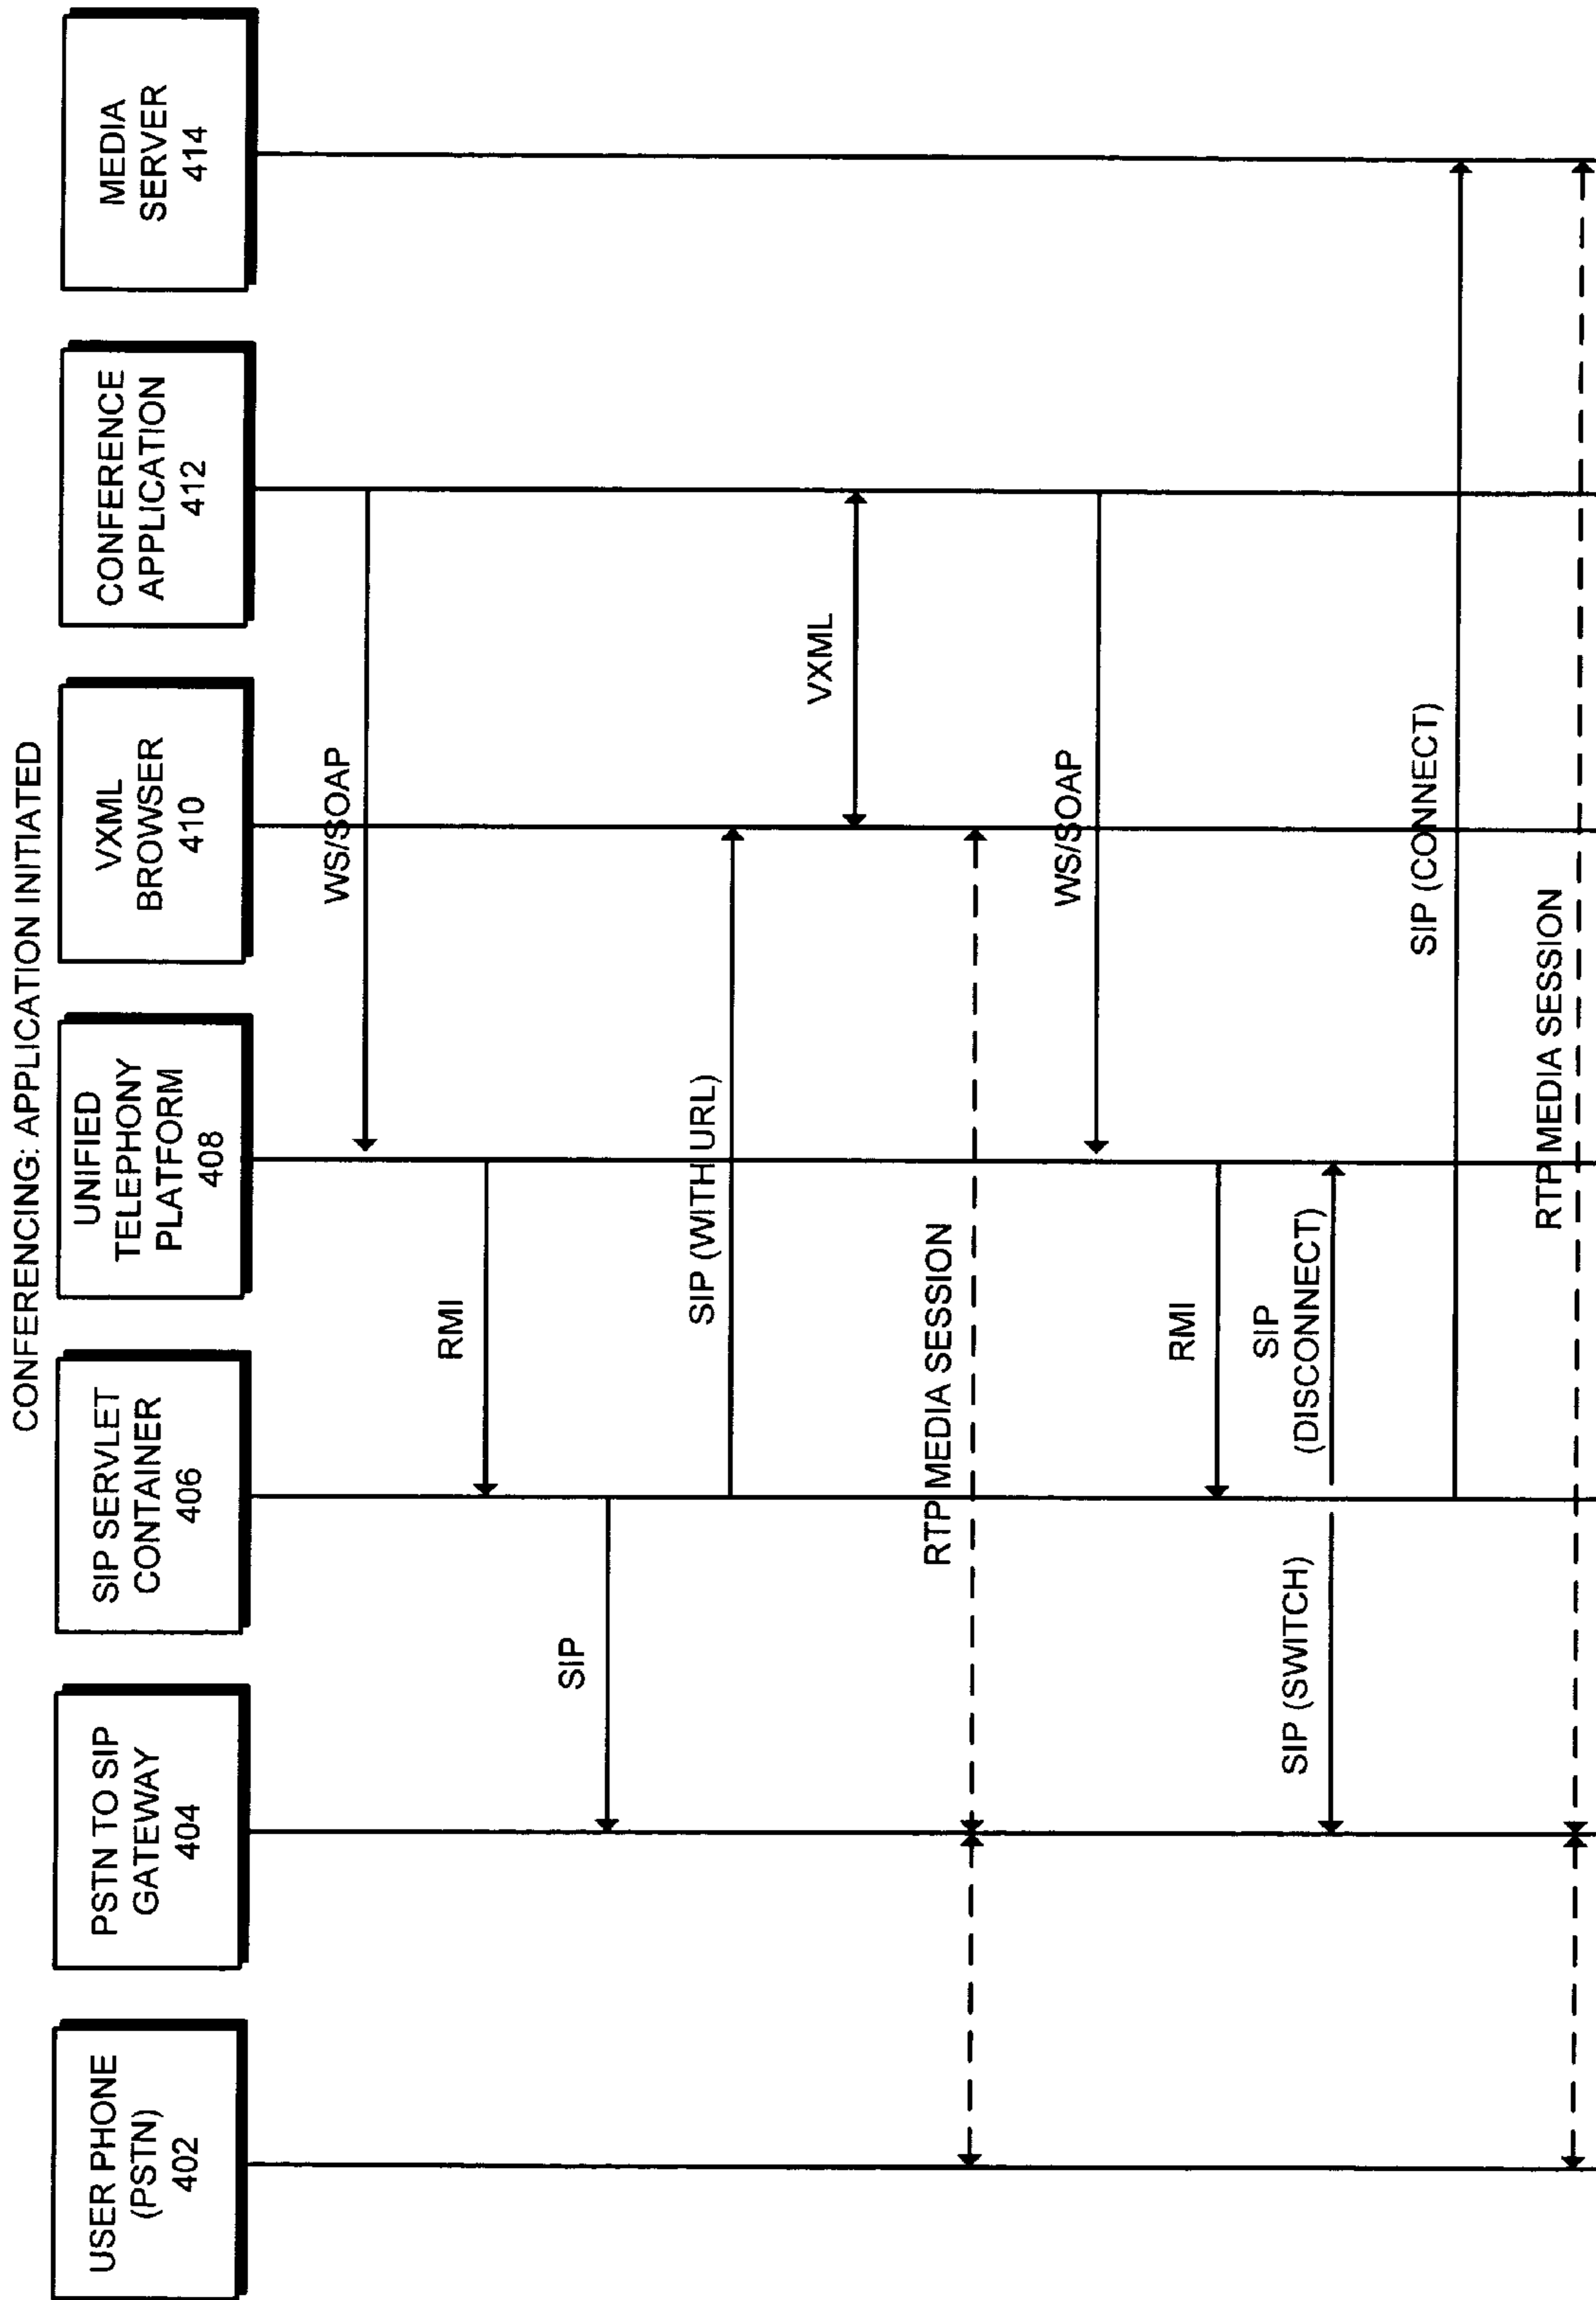 CONFERENCING: APPLICATION INITIATED
USER PHONE
(PSTN)
402
PSTN TO SIP
GATEWAY
404
SIP SERVLET
CONTAINER
406
UNIFIED
TELEPHONY
PLATFORM
408
VXML
BROWSER
410
CONFERENCE
APPLICATION
412
MEDIA
SERVER
414
WS/SOAP
RMI
SIP
SIP (WITH URL)
VXML
RTP MEDIA SESSION
WS/SOAP
RMI
SIP (SWITCH)
SIP
(DISCONNECT)
SIP (CONNECT)
RTP MEDIA SESSION